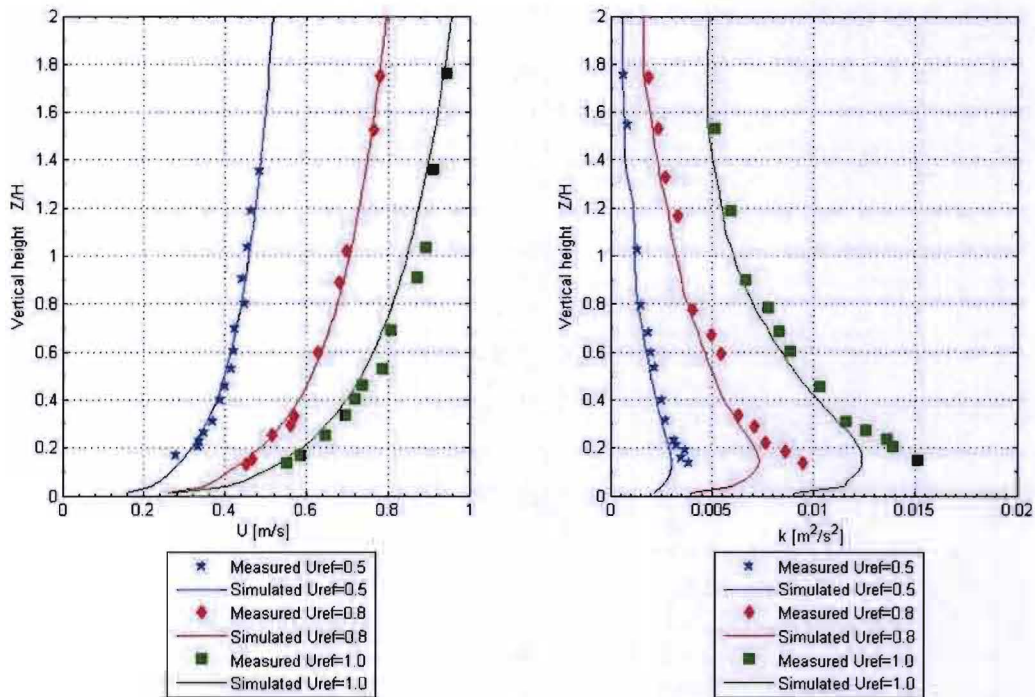 2
1.8
1.6
1.4
1.2
1
0.8
0.6
0.4
0.2
0
Vertical height Z/H
0 0.2 0.4 0.6 0.8 1
U [m/s]
Measured Uref=0.5
Simulated Uref=0.5
Measured Uref=0.8
Simulated Uref=0.8
Measured Uref=1.0
Simulated Uref=1.0
2
1.8
1.6
1.4
1.2
1
0.8
0.6
0.4
0.2
0
Vertical height Z/H
0 0.005 0.01 0.015 0.02
k [m²/s²]
Measured Uref=0.5
Simulated Uref=0.5
Measured Uref=0.8
Simulated Uref=0.8
Measured Uref=1.0
Simulated Uref=1.0